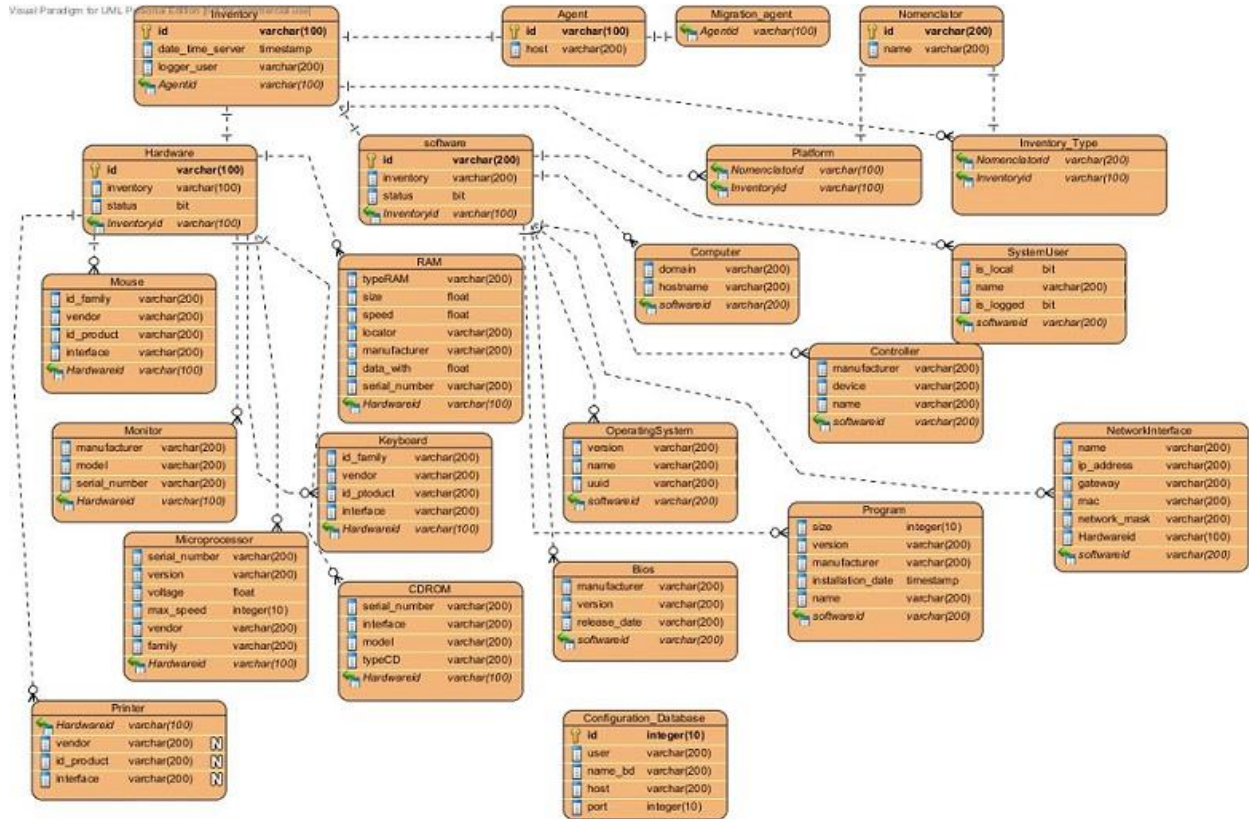 Visual Paradigm for UML Personal Edition
Inventory
id varchar(100)
date_time_server timestamp
logger_user varchar(200)
Agentid varchar(100)
Agent
id varchar(100)
host varchar(200)
Migration_agent
Agentid varchar(100)
Nomenclator
id varchar(200)
name varchar(200)
Hardware
id varchar(100)
inventory varchar(100)
status bit
Inventoryid varchar(100)
software
id varchar(200)
inventory varchar(200)
status bit
Inventoryid varchar(100)
Platform
Nomenclatorid varchar(100)
Inventoryid varchar(100)
Inventory_Type
Nomenclatorid varchar(200)
Inventoryid varchar(100)
Mouse
id_family varchar(200)
vendor varchar(200)
id_product varchar(200)
interface varchar(200)
Hardwareid varchar(100)
RAM
typeRAM varchar(200)
size float
speed float
locator varchar(200)
manufacturer varchar(200)
data_with float
serial_number varchar(200)
Hardwareid varchar(100)
Computer
domain varchar(200)
hostname varchar(200)
softwareid varchar(200)
SystemUser
is_local bit
name varchar(200)
is_logged bit
softwareid varchar(200)
Controller
manufacturer varchar(200)
device varchar(200)
name varchar(200)
softwareid varchar(200)
Monitor
manufacturer varchar(200)
model varchar(200)
serial_number varchar(200)
Hardwareid varchar(100)
Keyboard
id_family varchar(200)
vendor varchar(200)
id_ptoduct varchar(200)
interface varchar(200)
Hardwareid varchar(100)
OperatingSystem
version varchar(200)
name varchar(200)
uuid varchar(200)
softwareid varchar(200)
NetworkInterface
name varchar(200)
ip_address varchar(200)
gateway varchar(200)
mac varchar(200)
network_mask varchar(200)
Hardwareid varchar(100)
softwareid varchar(200)
Program
size integer(10)
version varchar(200)
manufacturer varchar(200)
installation_date timestamp
name varchar(200)
softwareid varchar(200)
Microprocessor
serial_number varchar(200)
version varchar(200)
voltage float
max_speed integer(10)
vendor varchar(200)
family varchar(200)
Hardwareid varchar(100)
CDROM
serial_number varchar(200)
interface varchar(200)
model varchar(200)
typeCD varchar(200)
Hardwareid varchar(100)
Bios
manufacturer varchar(200)
version varchar(200)
release_date varchar(200)
softwareid varchar(200)
Printer
Hardwareid varchar(100)
vendor varchar(200) N
id_product varchar(200) N
interface varchar(200) N
Configuration_Database
id integer(10)
user varchar(200)
name_bd varchar(200)
host varchar(200)
port integer(10)